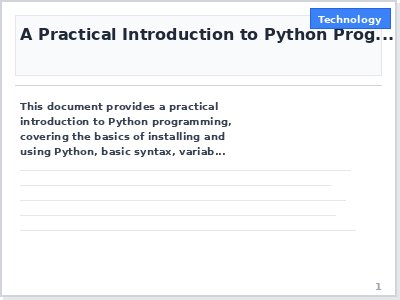 Technology
A Practical Introduction to Python Prog...
This document provides a practical
introduction to Python programming,
covering the basics of installing and
using Python, basic syntax, variab...
1